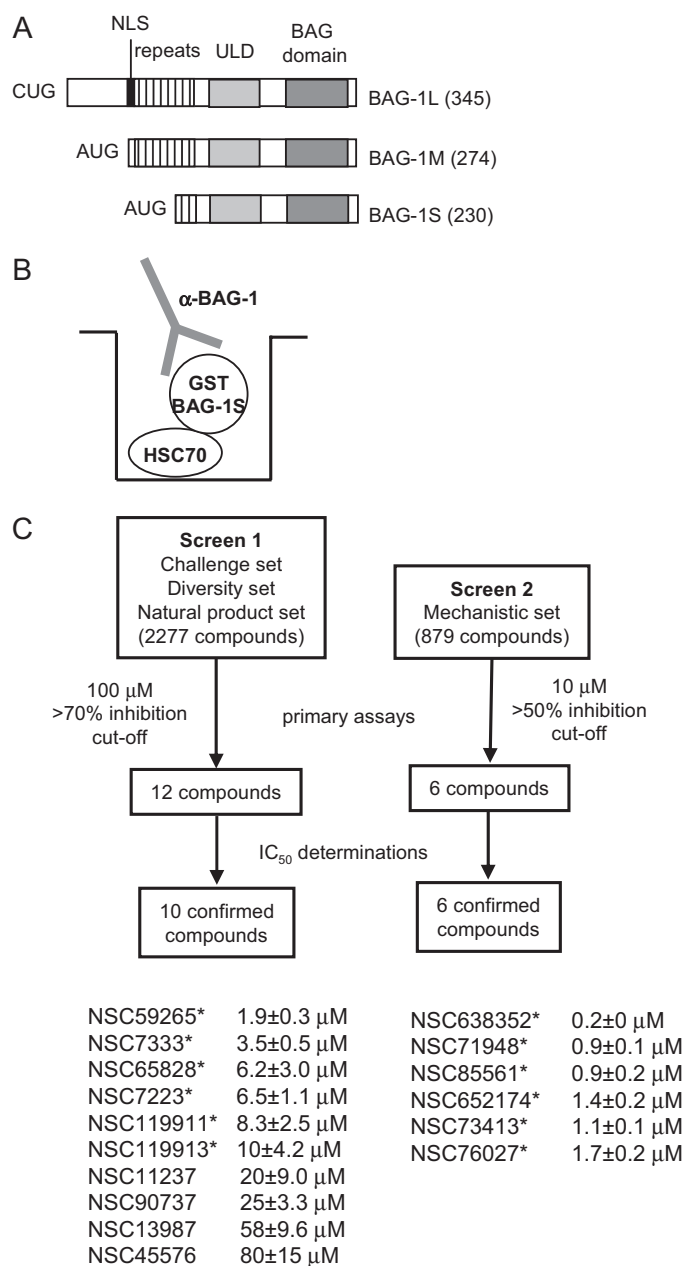 A
NLS
repeats
ULD
BAG
domain
CUG
BAG-1L (345)
AUG
BAG-1M (274)
AUG
BAG-1S (230)
B
α-BAG-1
GST
BAG-1S
HSC70
C
Screen 1
Challenge set
Diversity set
Natural product set
(2277 compounds)
Screen 2
Mechanistic set
(879 compounds)
100 μM
>70% inhibition
cut-off
primary assays
10 μM
>50% inhibition
cut-off
12 compounds
6 compounds
IC50 determinations
10 confirmed
compounds
6 confirmed
compounds
NSC59265* 1.9±0.3 μM
NSC7333* 3.5±0.5 μM
NSC65828* 6.2±3.0 μM
NSC7223* 6.5±1.1 μM
NSC119911* 8.3±2.5 μM
NSC119913* 10±4.2 μM
NSC11237 20±9.0 μM
NSC90737 25±3.3 μM
NSC13987 58±9.6 μM
NSC45576 80±15 μM
NSC638352* 0.2±0 μM
NSC71948* 0.9±0.1 μM
NSC85561* 0.9±0.2 μM
NSC652174* 1.4±0.2 μM
NSC73413* 1.1±0.1 μM
NSC76027* 1.7±0.2 μM